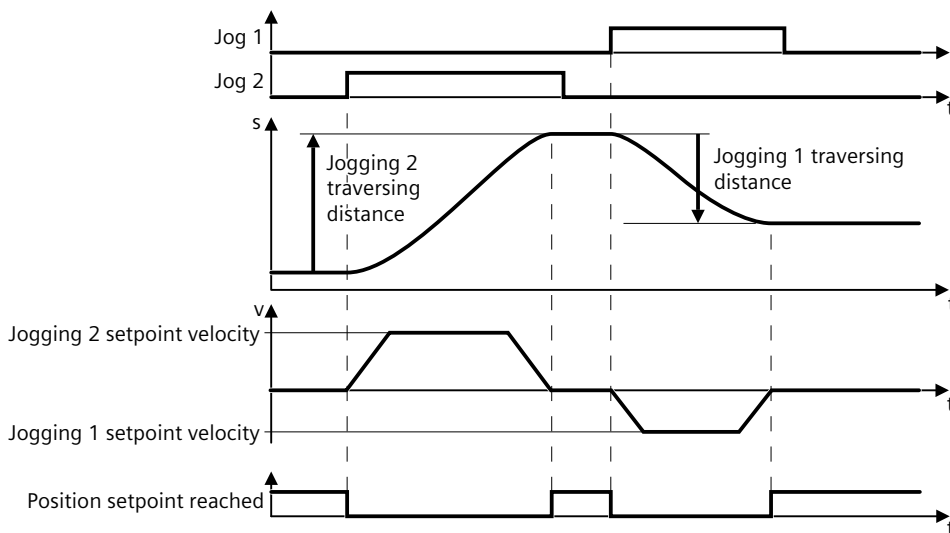 Jog 1
Jog 2
t
s
Jogging 2
traversing
distance
Jogging 1 traversing
distance
v
Jogging 2 setpoint velocity
t
Jogging 1 setpoint velocity
Position setpoint reached
t